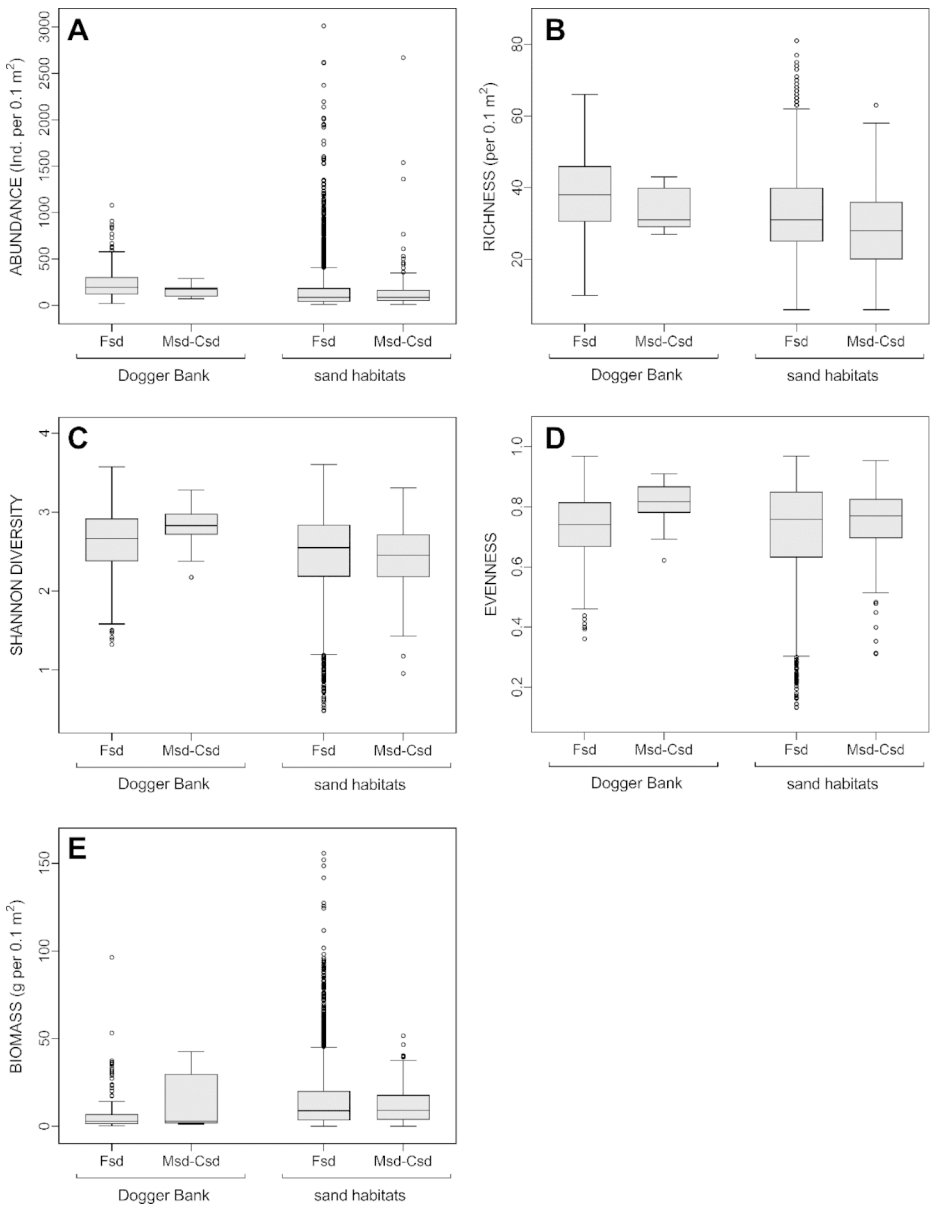 A
ABUNDANCE (Ind. per 0.1 m²)
3000
2500
2000
1500
1000
500
0
Fsd Msd-Csd Fsd Msd-Csd
Dogger Bank sand habitats
B
RICHNESS (per 0.1 m²)
80
60
40
20
Fsd Msd-Csd Fsd Msd-Csd
Dogger Bank sand habitats
C
SHANNON DIVERSITY
4
3
2
1
Fsd Msd-Csd Fsd Msd-Csd
Dogger Bank sand habitats
D
EVENNESS
1.0
0.8
0.6
0.4
0.2
Fsd Msd-Csd Fsd Msd-Csd
Dogger Bank sand habitats
E
BIOMASS (g per 0.1 m²)
150
100
50
0
Fsd Msd-Csd Fsd Msd-Csd
Dogger Bank sand habitats